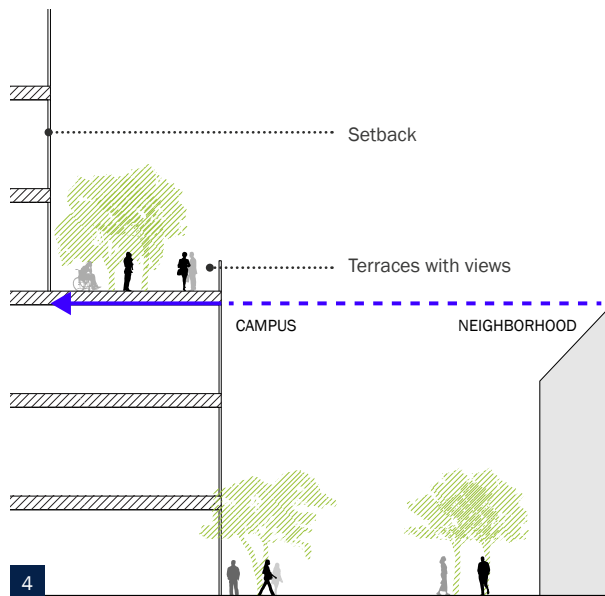 Setback
Terraces with views
CAMPUS
NEIGHBORHOOD
4